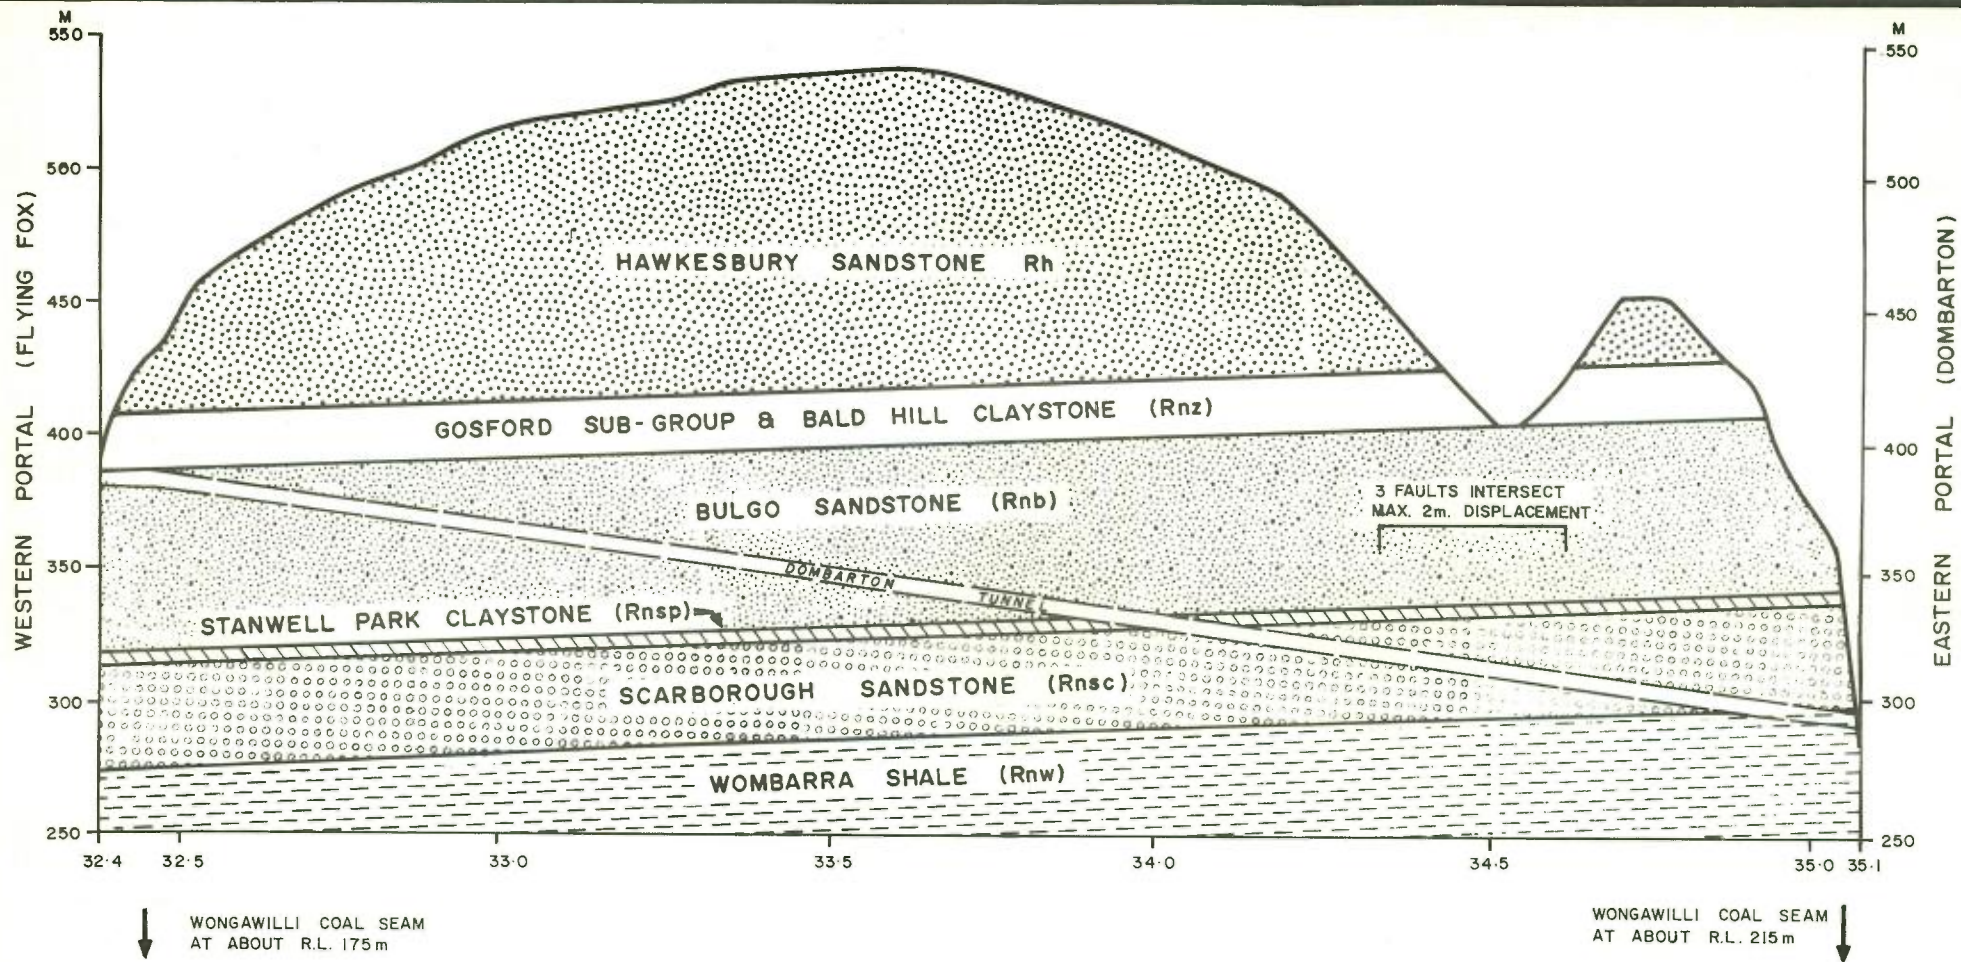 M
550
560
450
400
350
300
250
WESTERN PORTAL (FLYING FOX)
M
550
500
450
400
350
300
250
EASTERN PORTAL (DOMBARTON)
HAWKESBURY SANDSTONE Rh
GOSFORD SUB-GROUP & BALD HILL CLAYSTONE (Rnz)
BULGO SANDSTONE (Rnb)
3 FAULTS INTERSECT
MAX. 2m. DISPLACEMENT
DOMBARTON TUNNEL
STANWELL PARK CLAYSTONE (Rnsp)
SCARBOROUGH SANDSTONE (Rnsc)
WOMBARRA SHALE (Rnw)
32·4 32·5 33·0 33·5 34·0 34·5 35·0 35·1
WONGAWILLI COAL SEAM
AT ABOUT R.L. 175m
WONGAWILLI COAL SEAM
AT ABOUT R.L. 215m